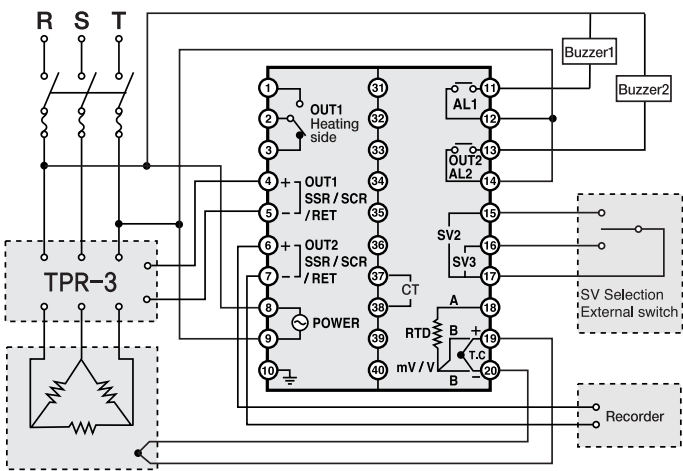 R S T
Buzzer1
Buzzer2
1
2
3
4
5
6
7
8
9
10
OUT1
Heating
side
+ OUT1
SSR / SCR
− / RET
+ OUT2
SSR / SCR
− / RET
POWER
31
32
33
34
35
36
37
38
39
40
CT
AL1
OUT2
AL2
SV2
SV3
A
RTD
B
+
T.C
mV / V
B
−
11
12
13
14
15
16
17
18
19
20
TPR-3
SV Selection
External switch
Recorder